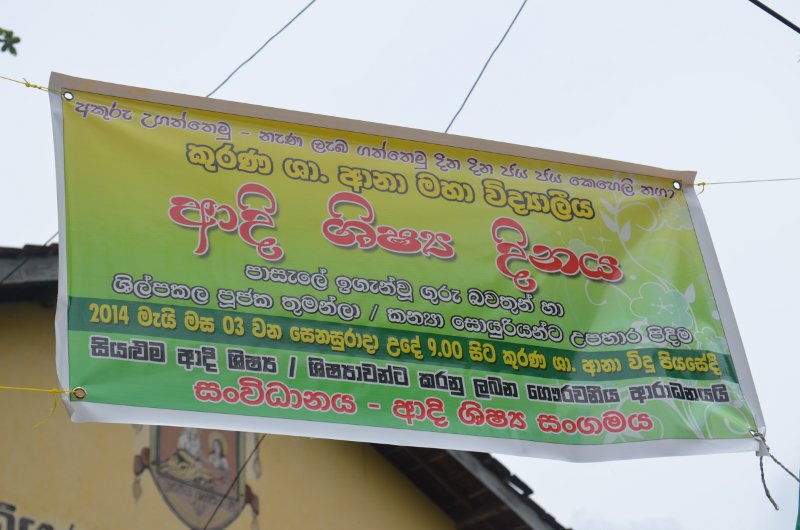 අකුරු උගත්තෙමු - නැණ ලැබ ගත්තෙමු දින දින ජය ජය කෙහෙලි නගා
කුරණ ශා. ආනා මහා විද්‍යාලීය
ආදි ශිෂ්‍ය දිනය
පාසැලේ ඉගැන්වූ ගුරු බවතුන් හා
ශිල්පකල පූජක තුමන්ලා / කන්‍යා සොයුරියන්ට උපහාර පිදීම
2014 මැයි මස 03 වන සෙනසුරාදා උදේ 9.00 සිට කුරණ ශා. ආනා විදු පියසේදී
සියළුම ආදි ශිෂ්‍ය / ශිෂ්‍යාවන්ට කරනු ලබන ගෞරවනීය ආරාධනයයි
සංවිධානය - ආදි ශිෂ්‍ය සංගමය